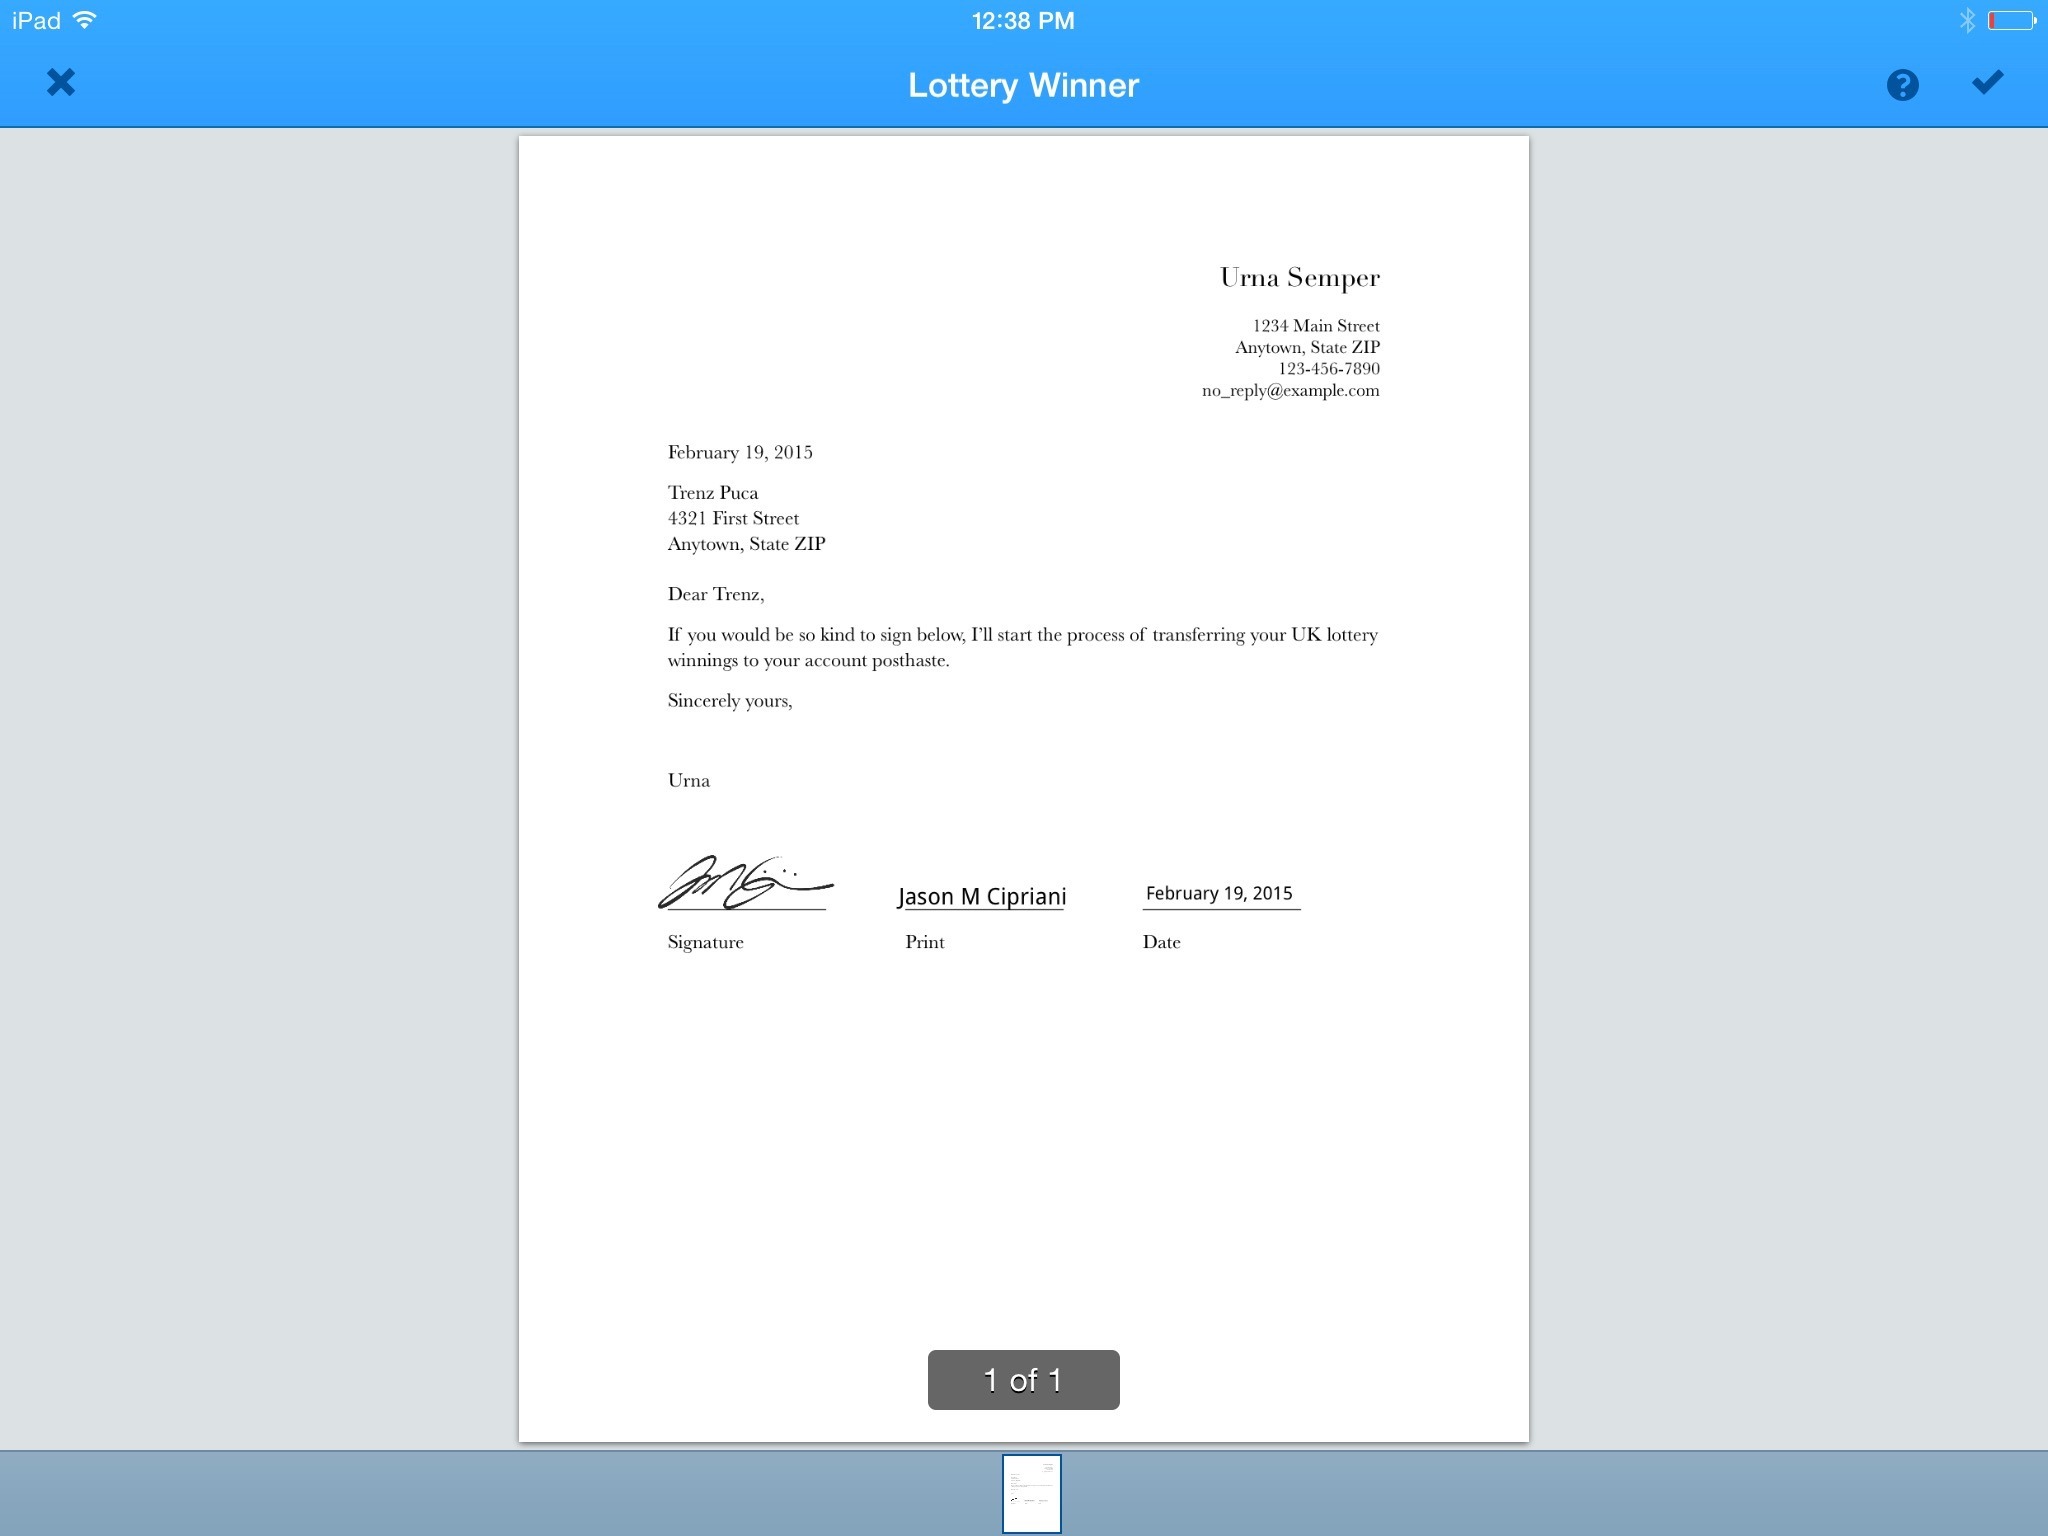 iPad 12:38 PM
Lottery Winner
Urna Semper
1234 Main Street
Anytown, State ZIP
123-456-7890
no_reply@example.com
February 19, 2015
Trenz Puca
4321 First Street
Anytown, State ZIP
Dear Trenz,
If you would be so kind to sign below, I’ll start the process of transferring your UK lottery
winnings to your account posthaste.
Sincerely yours,
Urna
Jason M Cipriani February 19, 2015
Signature Print Date
1 of 1